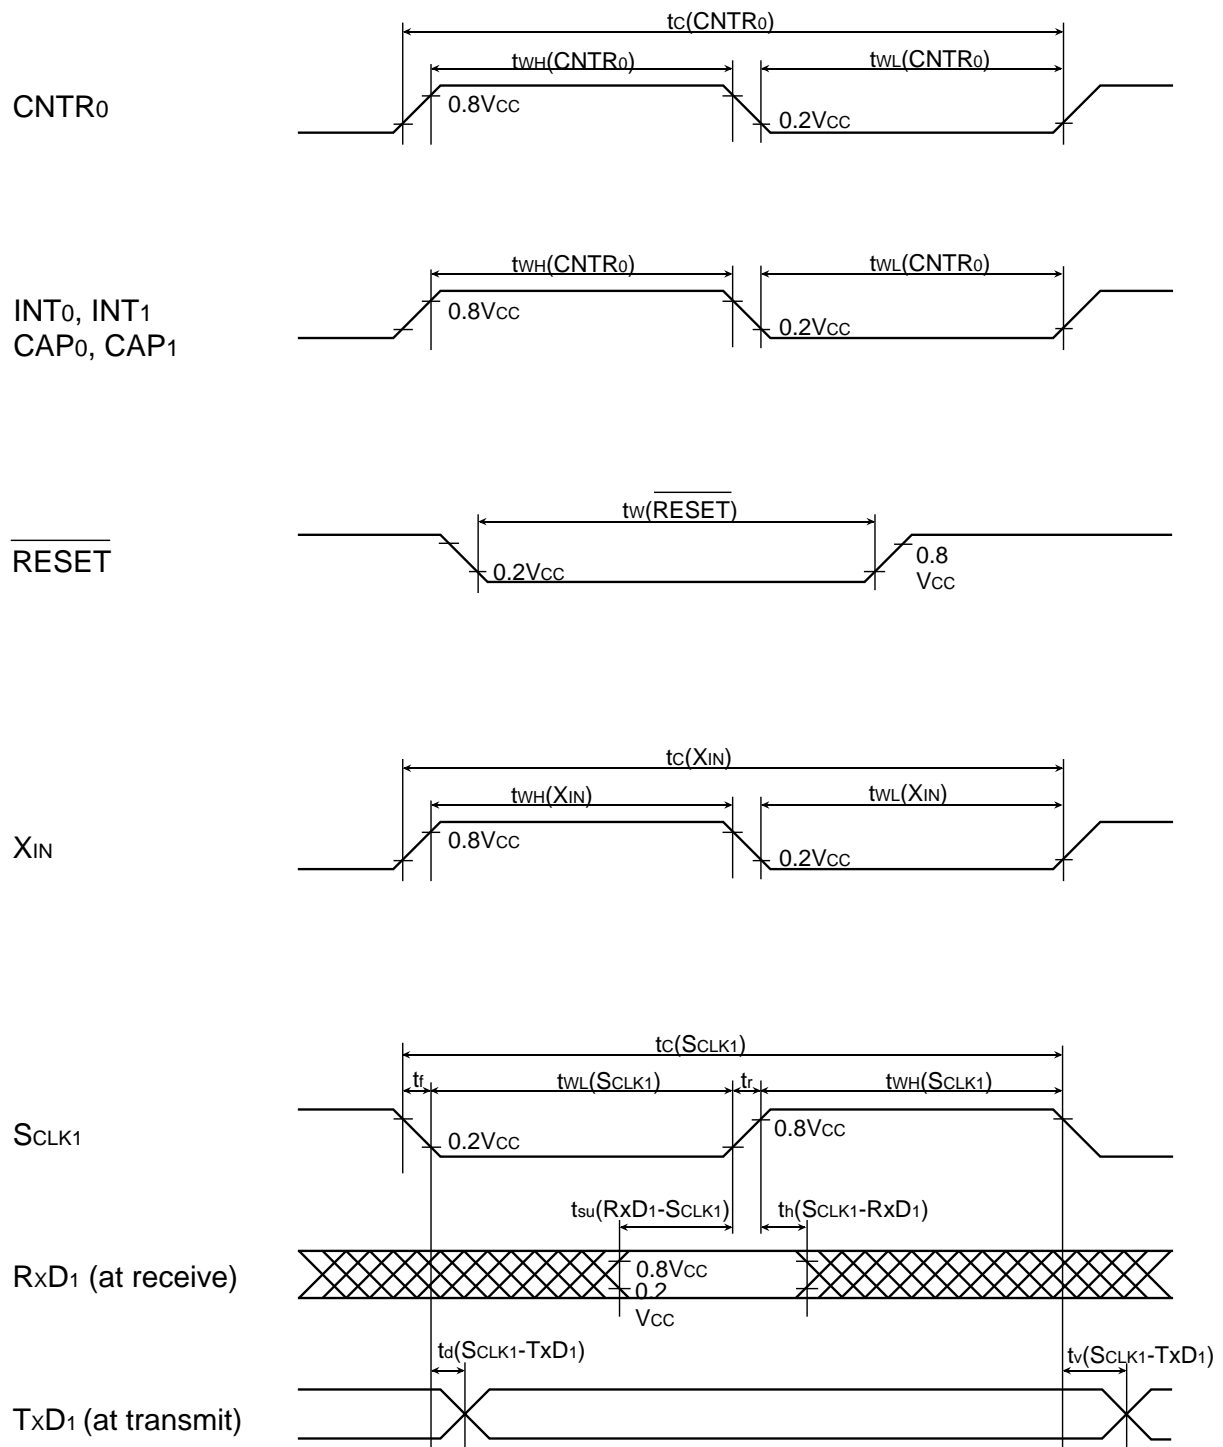 tC(CNTR0)
tWH(CNTR0)
tWL(CNTR0)
CNTR0
0.8VCC
0.2VCC
tWH(CNTR0)
tWL(CNTR0)
INT0, INT1
CAP0, CAP1
0.8VCC
0.2VCC
tW(RESET)
RESET
0.2VCC
0.8
VCC
tC(XIN)
tWH(XIN)
tWL(XIN)
XIN
0.8VCC
0.2VCC
tC(SCLK1)
tf
tWL(SCLK1)
tr
tWH(SCLK1)
SCLK1
0.2VCC
0.8VCC
tsu(RxD1-SCLK1)
th(SCLK1-RxD1)
RXD1 (at receive)
0.8VCC
0.2
VCC
td(SCLK1-TxD1)
tv(SCLK1-TxD1)
TXD1 (at transmit)